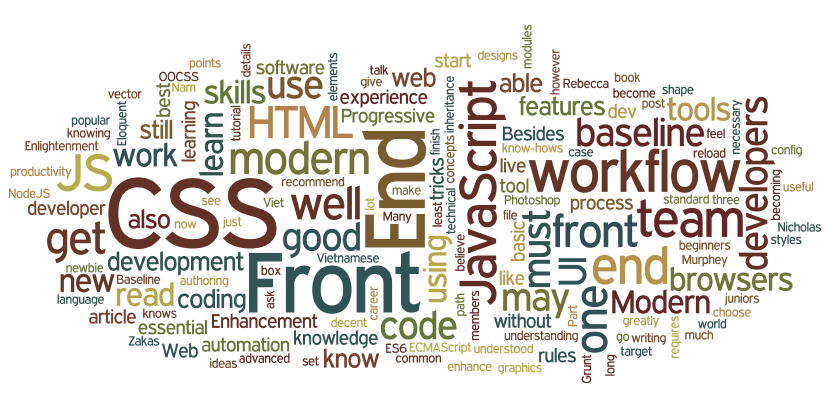 modules
designs
start
talk
give
details
points
OOCSS
Nam
vector
best
software
skills
use
elements
web
experience
able
however
Rebecca
book
become
shape
popular
knowing
Eloquent
still
learning
tutorial
HTML
Progressive
inheritance
features
dev
post
tools
necessary
Enlightenment
work
learn
modern
End
tricks
finish
concepts
JavaScript
Besides
know-hows
case
baseline
feel
reload
developers
config
productivity
JS
recommend
make
live
workflow
NodeJS
developer
also
CSS
see
now
just
Viet
well
lot
Many
least
technical
tool
Photoshop
file
process
standard
three
becoming
useful
get
good
using
believe
basic
must
front
team
Nicholas
styles
newbie
development
box
Vietnamese
beginners
Murphey
language
new
Baseline
authoring
Front
ask
career
path
members
like
UI
end
browsers
article
read
knows
coding
may
one
Modern
juniors
choose
essential
Enhancement
decent
code
without
Part
greatly
world
Zakas
Web
automation
knowledge
understanding
go
writing
requires
much
ideas
advanced
set
know
ES6
ECMAScript
understood
common
rules
target
enhance
graphics
Grunt
long